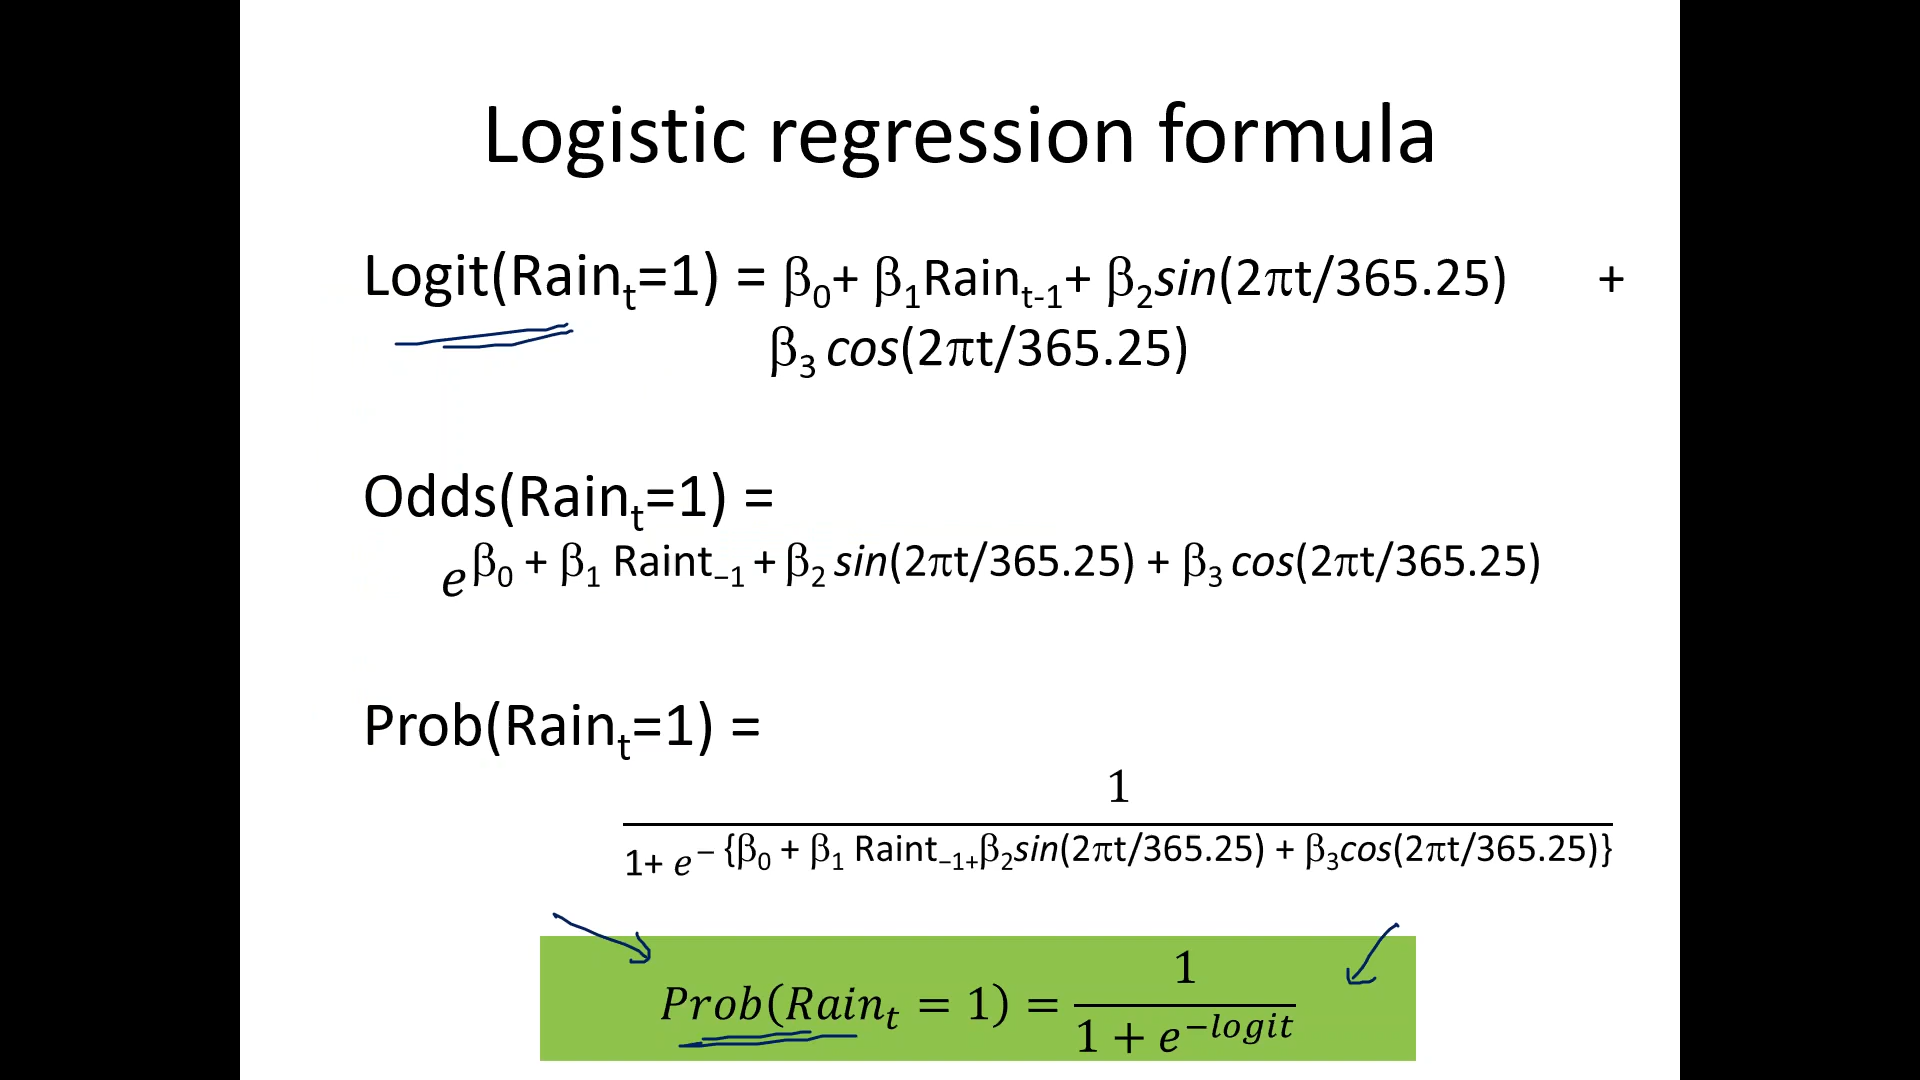 Logistic regression formula
Logit(Rainₜ=1) = β₀+ β₁Rainₜ₋₁+ β₂sin(2πt/365.25) +
β₃ cos(2πt/365.25)
Odds(Rainₜ=1) =
e^β₀ + β₁ Raint₋₁ + β₂ sin(2πt/365.25) + β₃ cos(2πt/365.25)
Prob(Rainₜ=1) =
1
1+ e^− {β₀ + β₁ Raint₋₁₊β₂sin(2πt/365.25) + β₃cos(2πt/365.25)}
Prob(Rainₜ = 1) = 1
1 + e^−logit